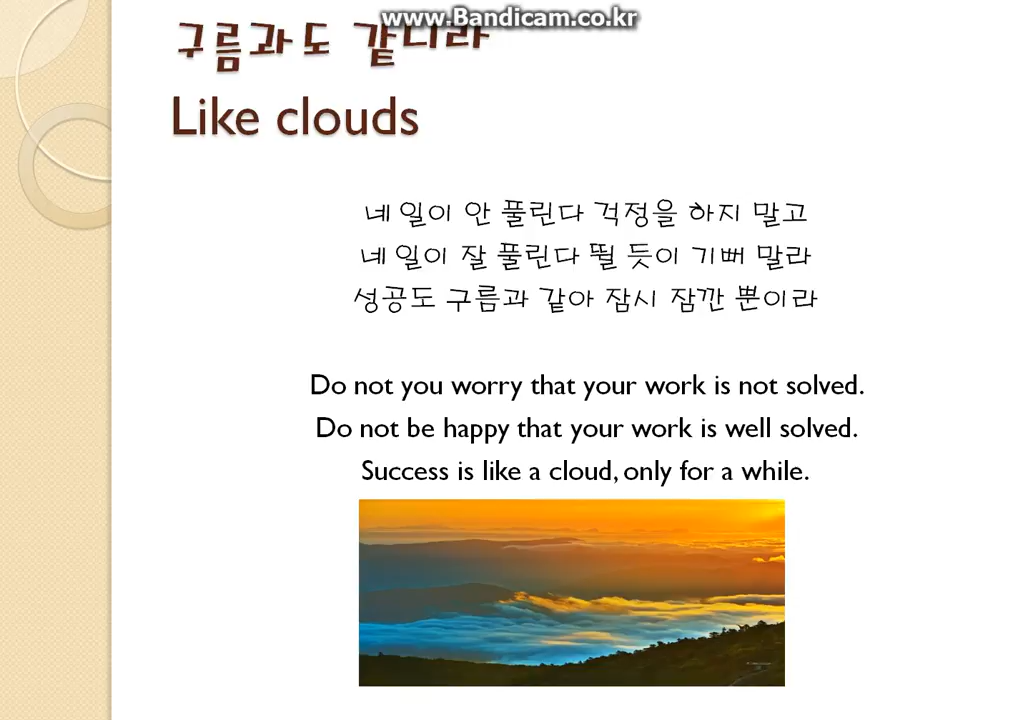 www.Bandicam.co.kr
구름과도 같니라
Like clouds
네 일이 안 풀린다 걱정을 하지 말고
네 일이 잘 풀린다 뛸 듯이 기뻐 말라
성공도 구름과 같아 잠시 잠깐 뿐이라
Do not you worry that your work is not solved.
Do not be happy that your work is well solved.
Success is like a cloud, only for a while.